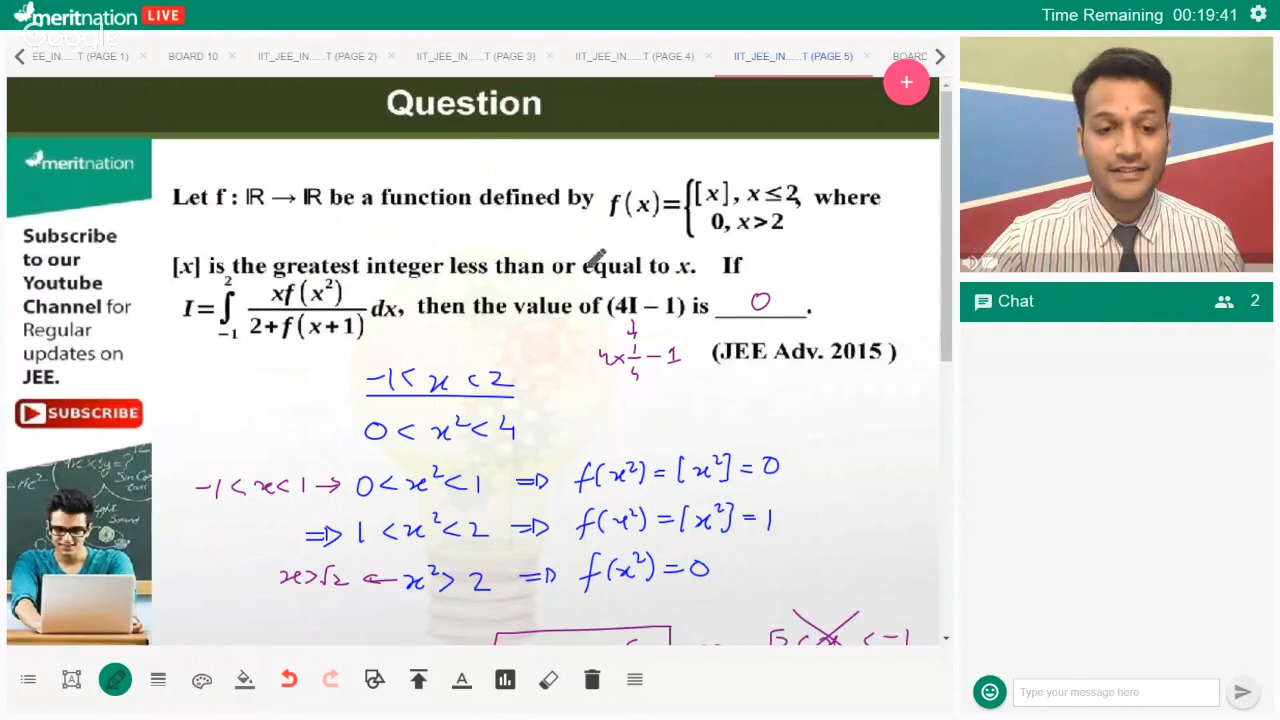 meritnation LIVE
Google
Time Remaining 00:19:41
EE_IN......T (PAGE 1) × BOARD 10 × IIT_JEE_IN......T (PAGE 2) × IIT_JEE_IN......T (PAGE 3) × IIT_JEE_IN......T (PAGE 4) × IIT_JEE_IN......T (PAGE 5) × BOARD
+
Question
meritnation
Let f : ℝ → ℝ be a function defined by f(x) = { [x], x ≤ 2, where
0, x > 2
[x] is the greatest integer less than or equal to x. If
I = ∫_{-1}^{2} xf(x²) / (2+f(x+1)) dx, then the value of (4I – 1) is 0.
4 × 1/4 – 1
(JEE Adv. 2015 )
Subscribe
to our
Youtube
Channel for
Regular
updates on
JEE.
SUBSCRIBE
-1 < x < 2
0 < x² < 4
-1 < x < 1 → 0 < x² < 1 ⇒ f(x²) = [x²] = 0
⇒ 1 < x² < 2 ⇒ f(x²) = [x²] = 1
x > √2 ← x² > 2 ⇒ f(x²) = 0
< -1
Chat
2
Type your message here